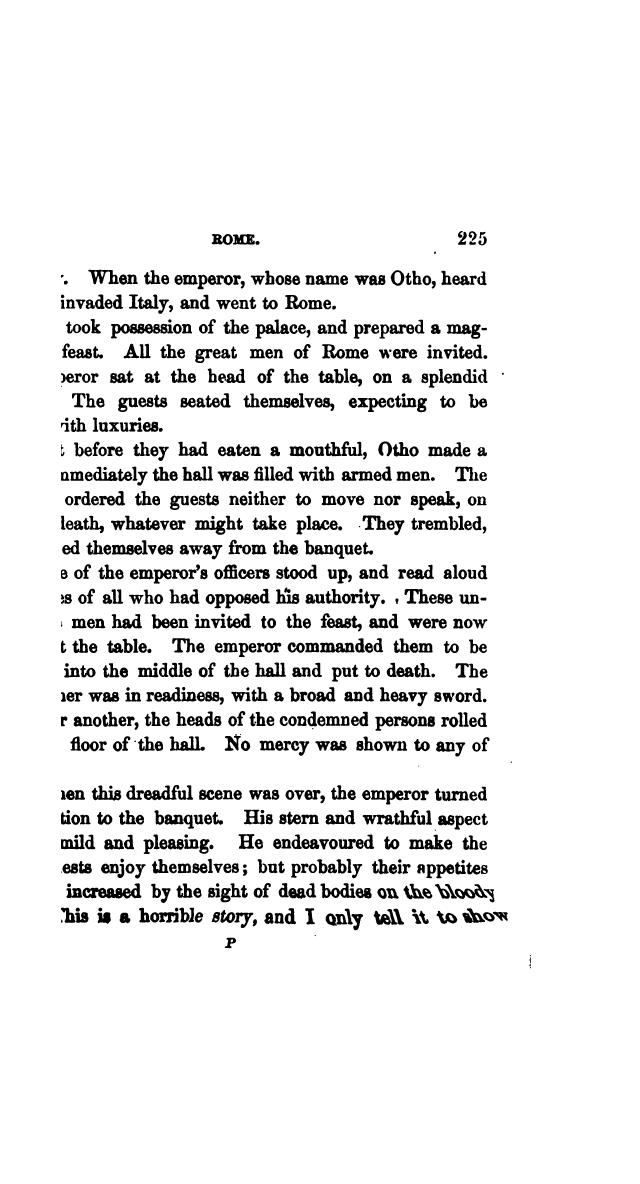 ROME. 225
When the emperor, whose name was Otho, heard
invaded Italy, and went to Rome.
took possession of the palace, and prepared a mag-
feast. All the great men of Rome were invited.
eror sat at the head of the table, on a splendid
The guests seated themselves, expecting to be
ith luxuries.
before they had eaten a mouthful, Otho made a
mmediately the hall was filled with armed men. The
ordered the guests neither to move nor speak, on
death, whatever might take place. They trembled,
ed themselves away from the banquet.
e of the emperor's officers stood up, and read aloud
es of all who had opposed his authority. These un-
men had been invited to the feast, and were now
t the table. The emperor commanded them to be
into the middle of the hall and put to death. The
ner was in readiness, with a broad and heavy sword.
r another, the heads of the condemned persons rolled
floor of the hall. No mercy was shown to any of
hen this dreadful scene was over, the emperor turned
tion to the banquet. His stern and wrathful aspect
mild and pleasing. He endeavoured to make the
ests enjoy themselves; but probably their appetites
increased by the sight of dead bodies on the bloody
his is a horrible story, and I only tell it to show
P